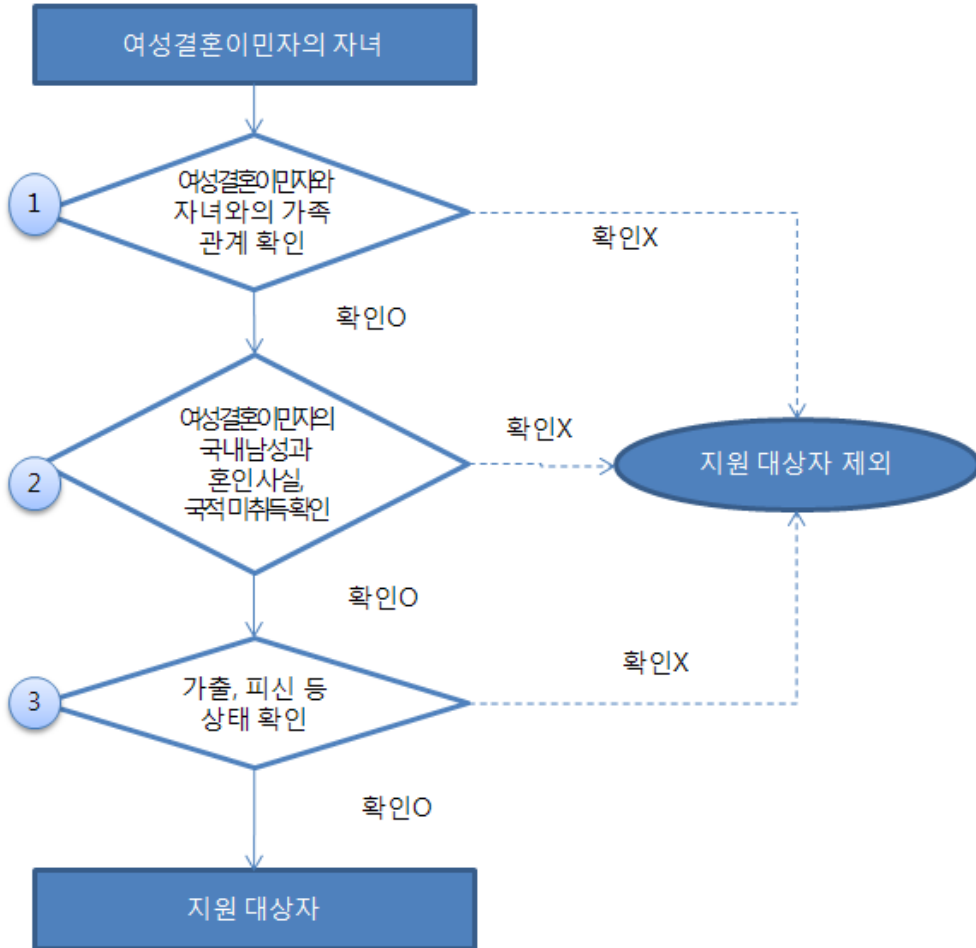 여성결혼이민자의 자녀
1
여성결혼이민자와
자녀와의 가족
관계 확인
확인X
확인O
2
여성결혼이민자의
국내남성과
혼인 사실,
국적 미취득확인
확인X
지원 대상자 제외
확인O
3
가출, 피신 등
상태 확인
확인X
확인O
지원 대상자